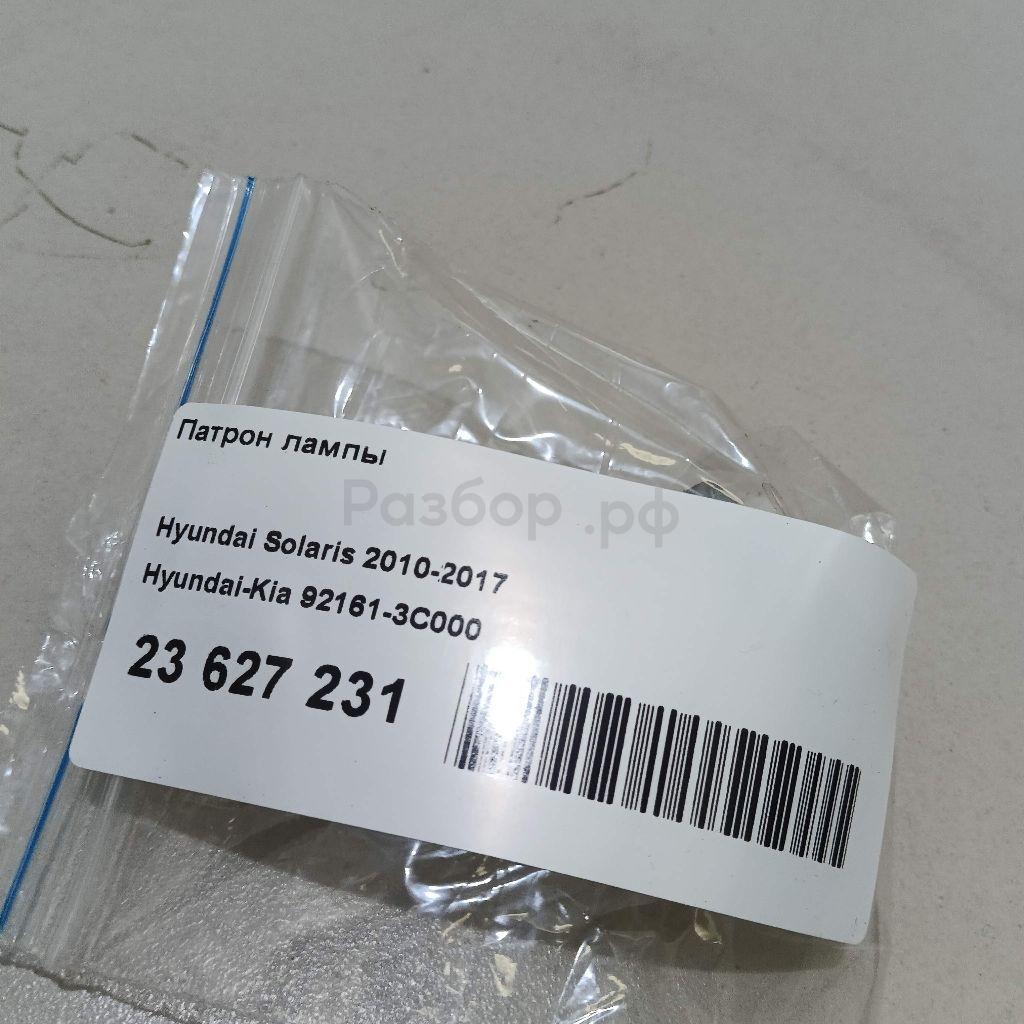 Патрон лампы
Разбор.рф
Hyundai Solaris 2010-2017
Hyundai-Kia 92161-3C000
23 627 231